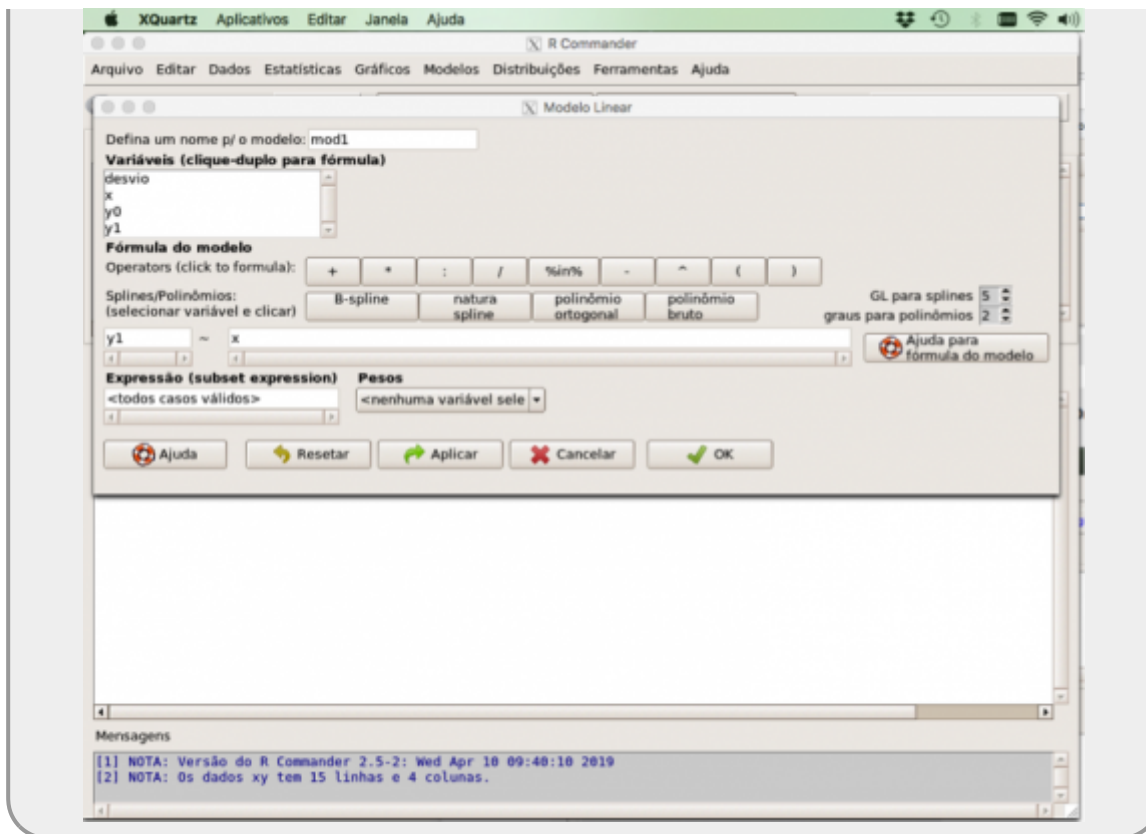 XQuartz Aplicativos Editar Janela Ajuda
R Commander
Arquivo Editar Dados Estatísticas Gráficos Modelos Distribuições Ferramentas Ajuda
Modelo Linear
Defina um nome p/ o modelo: mod1
Variáveis (clique-duplo para fórmula)
desvio
x
y0
y1
Fórmula do modelo
Operators (click to formula): + * : / %in% - ^ ( )
Splines/Polinômios:
(selecionar variável e clicar)
B-spline
natura
spline
polinômio
ortogonal
polinômio
bruto
GL para splines 5
graus para polinômios 2
y1 ~ x
Ajuda para
fórmula do modelo
Expressão (subset expression) Pesos
<todos casos válidos> <nenhuma variável sele
Ajuda Resetar Aplicar Cancelar OK
Mensagens
[1] NOTA: Versão do R Commander 2.5-2: Wed Apr 10 09:40:10 2019
[2] NOTA: Os dados xy tem 15 linhas e 4 colunas.